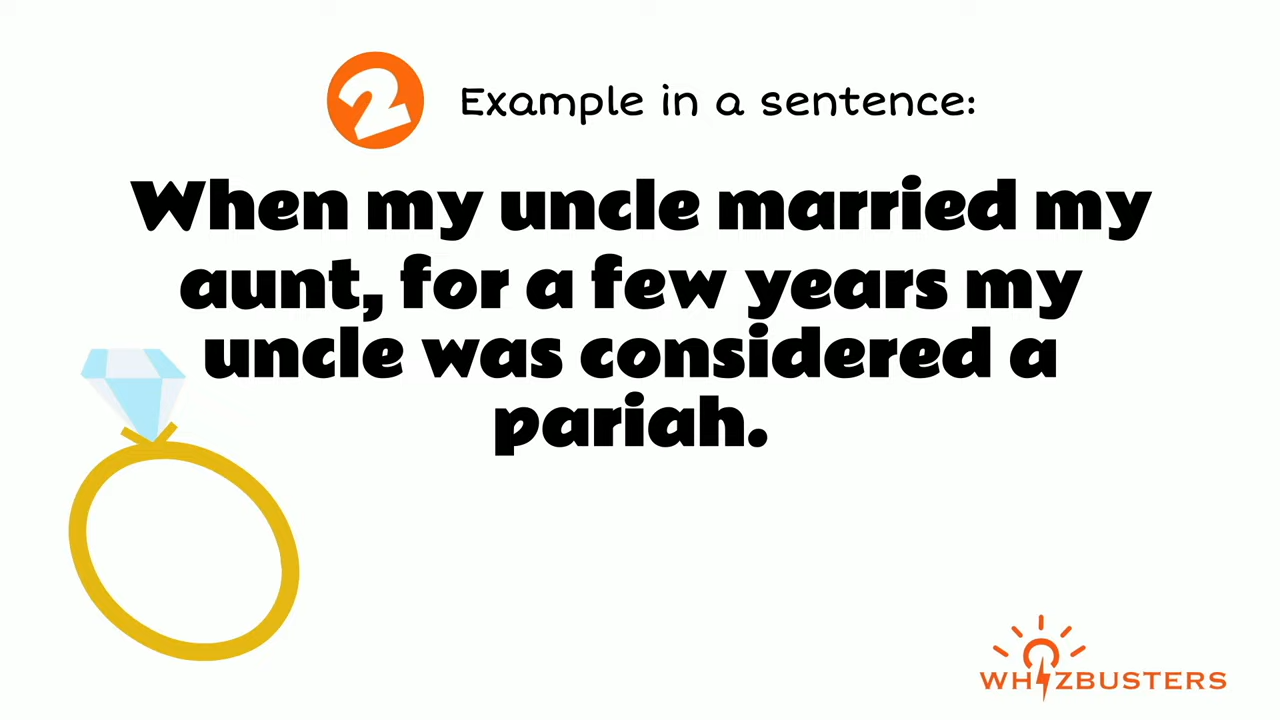 2 Example in a sentence:
When my uncle married my
aunt, for a few years my
uncle was considered a
pariah.
WHIZBUSTERS